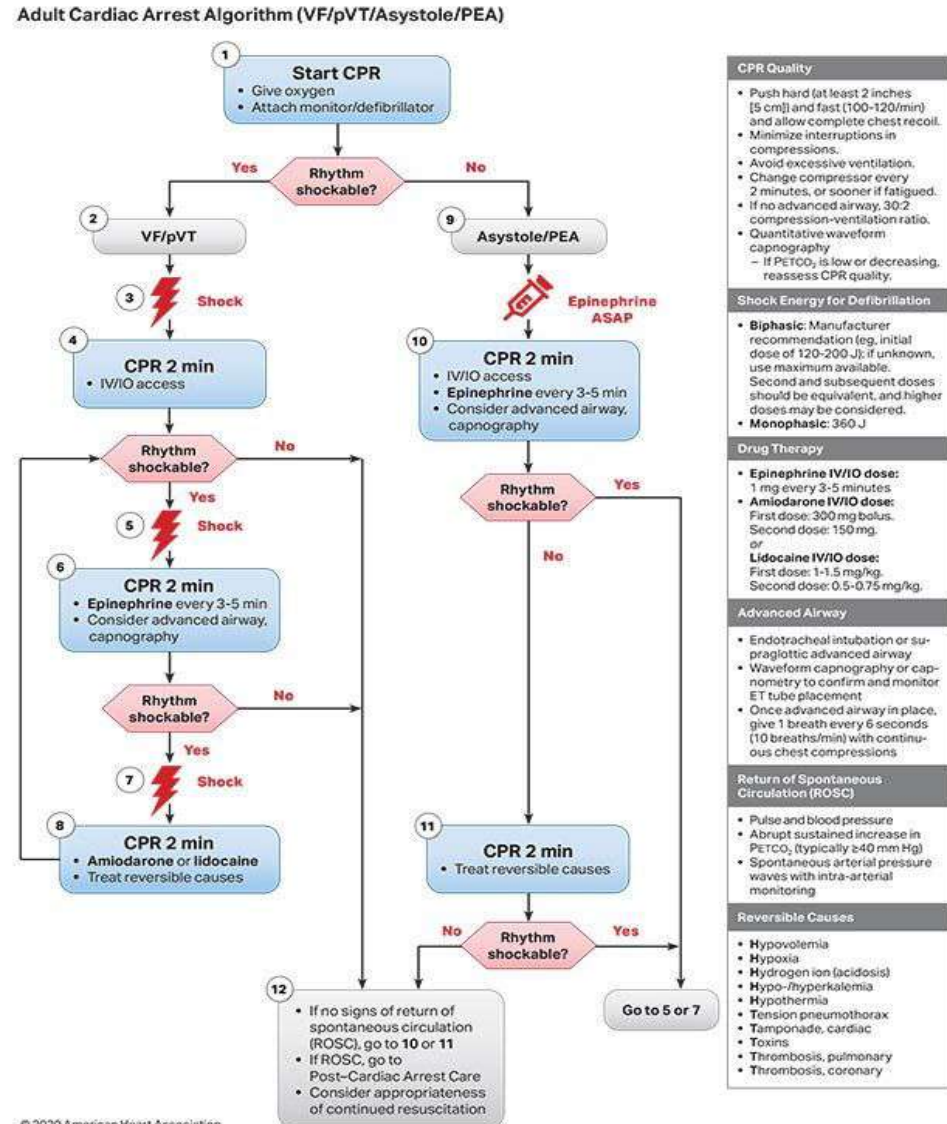 Adult Cardiac Arrest Algorithm (VF/pVT/Asystole/PEA)
1
Start CPR
• Give oxygen
• Attach monitor/defibrillator
Rhythm
shockable?
Yes
No
2
VF/pVT
3
Shock
4
CPR 2 min
• IV/IO access
Rhythm
shockable?
No
Yes
5
Shock
6
CPR 2 min
• Epinephrine every 3-5 min
• Consider advanced airway,
capnography
Rhythm
shockable?
No
Yes
7
Shock
8
CPR 2 min
• Amiodarone or lidocaine
• Treat reversible causes
9
Asystole/PEA
Epinephrine
ASAP
10
CPR 2 min
• IV/IO access
• Epinephrine every 3-5 min
• Consider advanced airway,
capnography
Rhythm
shockable?
Yes
No
11
CPR 2 min
• Treat reversible causes
No
Rhythm
shockable?
Yes
12
• If no signs of return of
spontaneous circulation
(ROSC), go to 10 or 11
• If ROSC, go to
Post–Cardiac Arrest Care
• Consider appropriateness
of continued resuscitation
Go to 5 or 7
CPR Quality
• Push hard (at least 2 inches
[5 cm]) and fast (100-120/min)
and allow complete chest recoil.
• Minimize interruptions in
compressions.
• Avoid excessive ventilation.
• Change compressor every
2 minutes, or sooner if fatigued.
• If no advanced airway, 30:2
compression-ventilation ratio.
• Quantitative waveform
capnography
– If PETCO₂ is low or decreasing,
reassess CPR quality.
Shock Energy for Defibrillation
• Biphasic: Manufacturer
recommendation (eg, initial
dose of 120-200 J); if unknown,
use maximum available.
Second and subsequent doses
should be equivalent, and higher
doses may be considered.
• Monophasic: 360 J
Drug Therapy
• Epinephrine IV/IO dose:
1 mg every 3-5 minutes
• Amiodarone IV/IO dose:
First dose: 300 mg bolus.
Second dose: 150 mg.
or
Lidocaine IV/IO dose:
First dose: 1-1.5 mg/kg.
Second dose: 0.5-0.75 mg/kg.
Advanced Airway
• Endotracheal intubation or su-
praglottic advanced airway
• Waveform capnography or cap-
nometry to confirm and monitor
ET tube placement
• Once advanced airway in place,
give 1 breath every 6 seconds
(10 breaths/min) with continu-
ous chest compressions
Return of Spontaneous
Circulation (ROSC)
• Pulse and blood pressure
• Abrupt sustained increase in
PETCO₂ (typically ≥40 mm Hg)
• Spontaneous arterial pressure
waves with intra-arterial
monitoring
Reversible Causes
• Hypovolemia
• Hypoxia
• Hydrogen ion (acidosis)
• Hypo-/hyperkalemia
• Hypothermia
• Tension pneumothorax
• Tamponade, cardiac
• Toxins
• Thrombosis, pulmonary
• Thrombosis, coronary
© 2020 American Heart Association